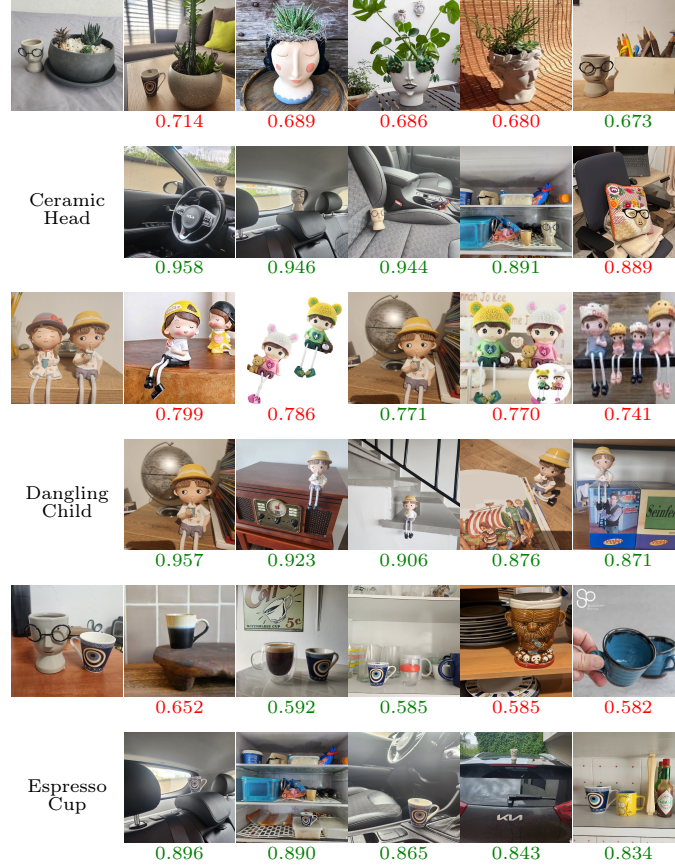 0.714 0.689 0.686 0.680 0.673
Ceramic
Head
0.958 0.946 0.944 0.891 0.889
0.799 0.786 0.771 0.770 0.741
Dangling
Child
Seinfeld
0.957 0.923 0.906 0.876 0.871
5¢
0.652 0.592 0.585 0.585 0.582
Espresso
Cup
KIA
0.896 0.890 0.865 0.843 0.834